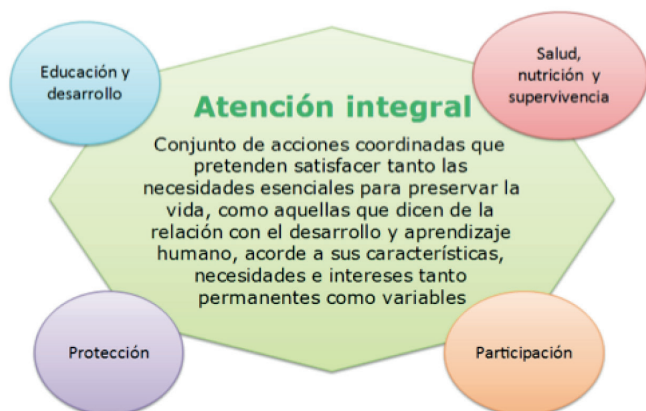 Educación y
desarrollo
Salud,
nutrición y
supervivencia
Atención integral
Conjunto de acciones coordinadas que
pretenden satisfacer tanto las
necesidades esenciales para preservar la
vida, como aquellas que dicen de la
relación con el desarrollo y aprendizaje
humano, acorde a sus características,
necesidades e intereses tanto
permanentes como variables
Protección
Participación